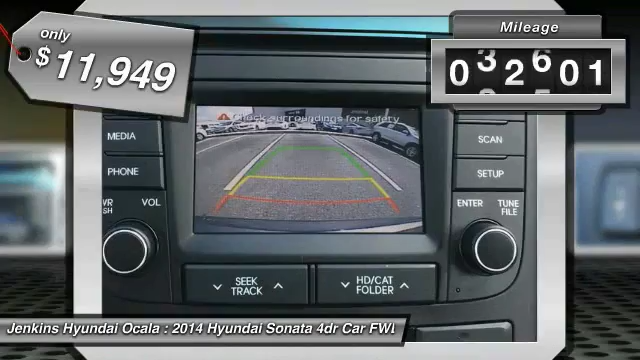 only
$11,949
Mileage
032601
Check surroundings for safety
MEDIA
PHONE
SCAN
SETUP
VOL
ENTER
TUNE
FILE
SEEK
TRACK
HD/CAT
FOLDER
Jenkins Hyundai Ocala : 2014 Hyundai Sonata 4dr Car FWD